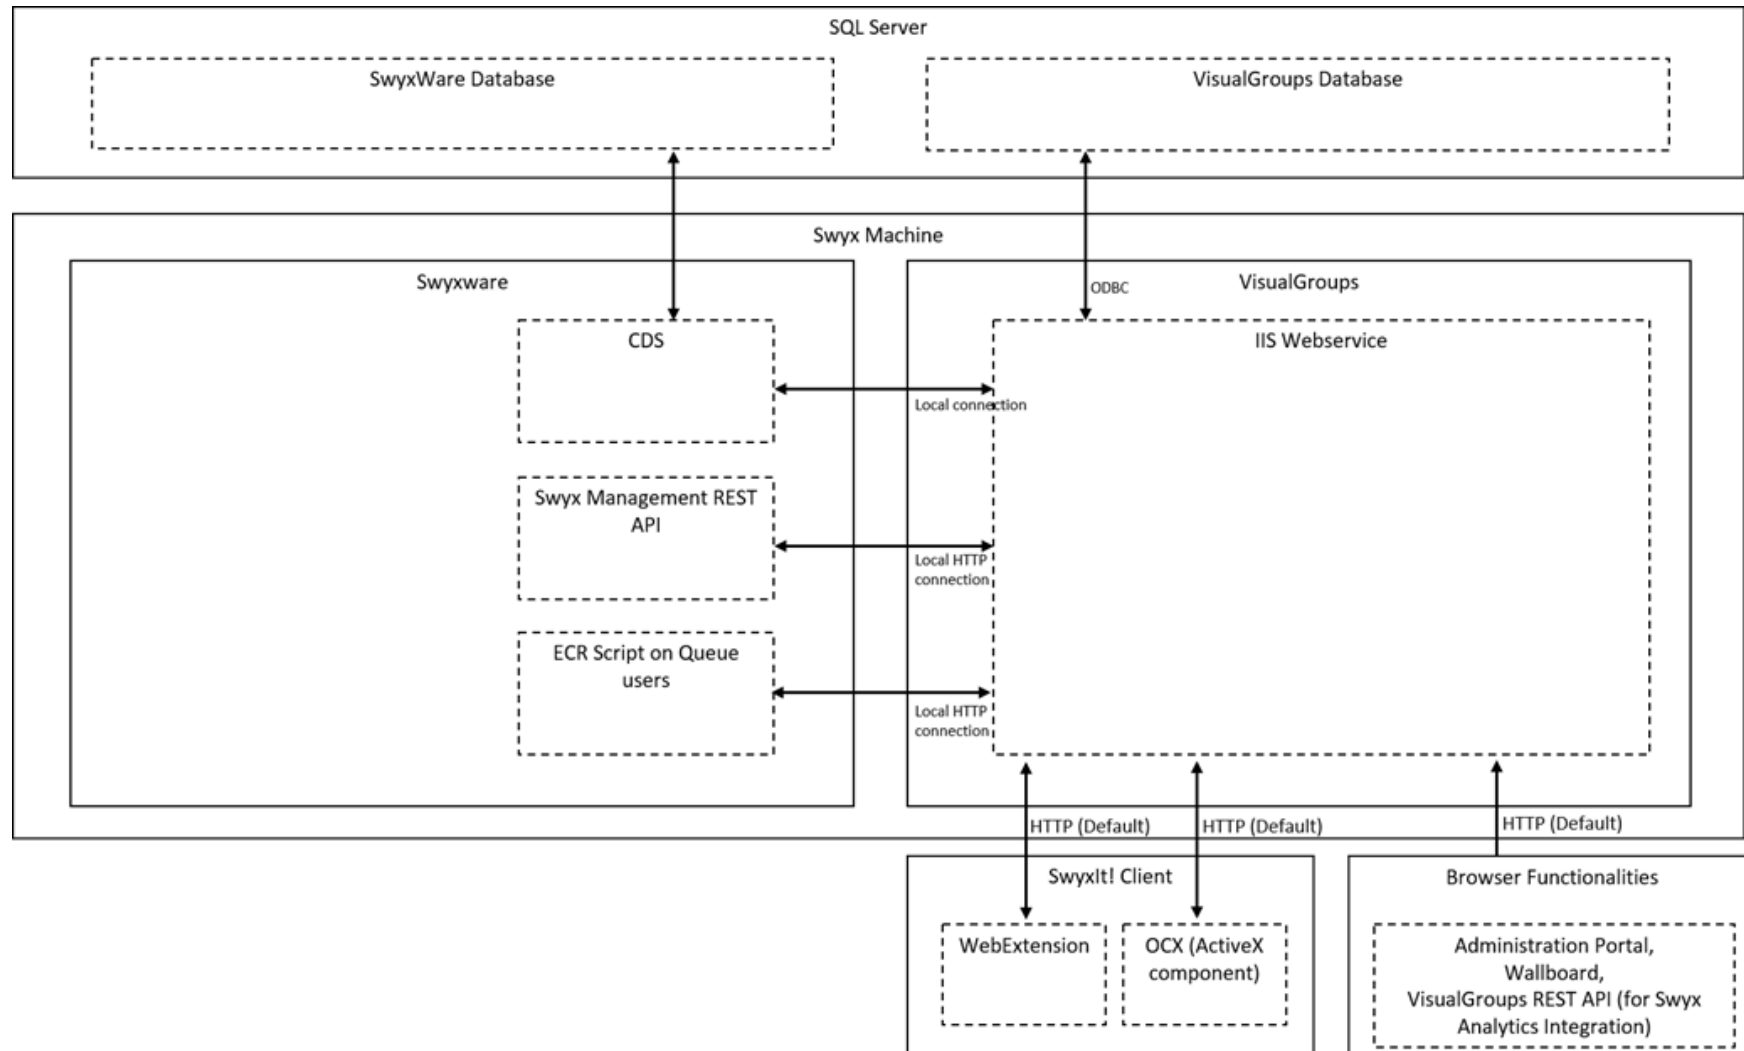 SQL Server
SwyxWare Database
VisualGroups Database
Swyx Machine
Swyxware
VisualGroups
ODBC
CDS
IIS Webservice
Local connection
Swyx Management REST
API
Local HTTP
connection
ECR Script on Queue
users
Local HTTP
connection
HTTP (Default)
HTTP (Default)
HTTP (Default)
SwyxIt! Client
Browser Functionalities
WebExtension
OCX (ActiveX
component)
Administration Portal,
Wallboard,
VisualGroups REST API (for Swyx
Analytics Integration)